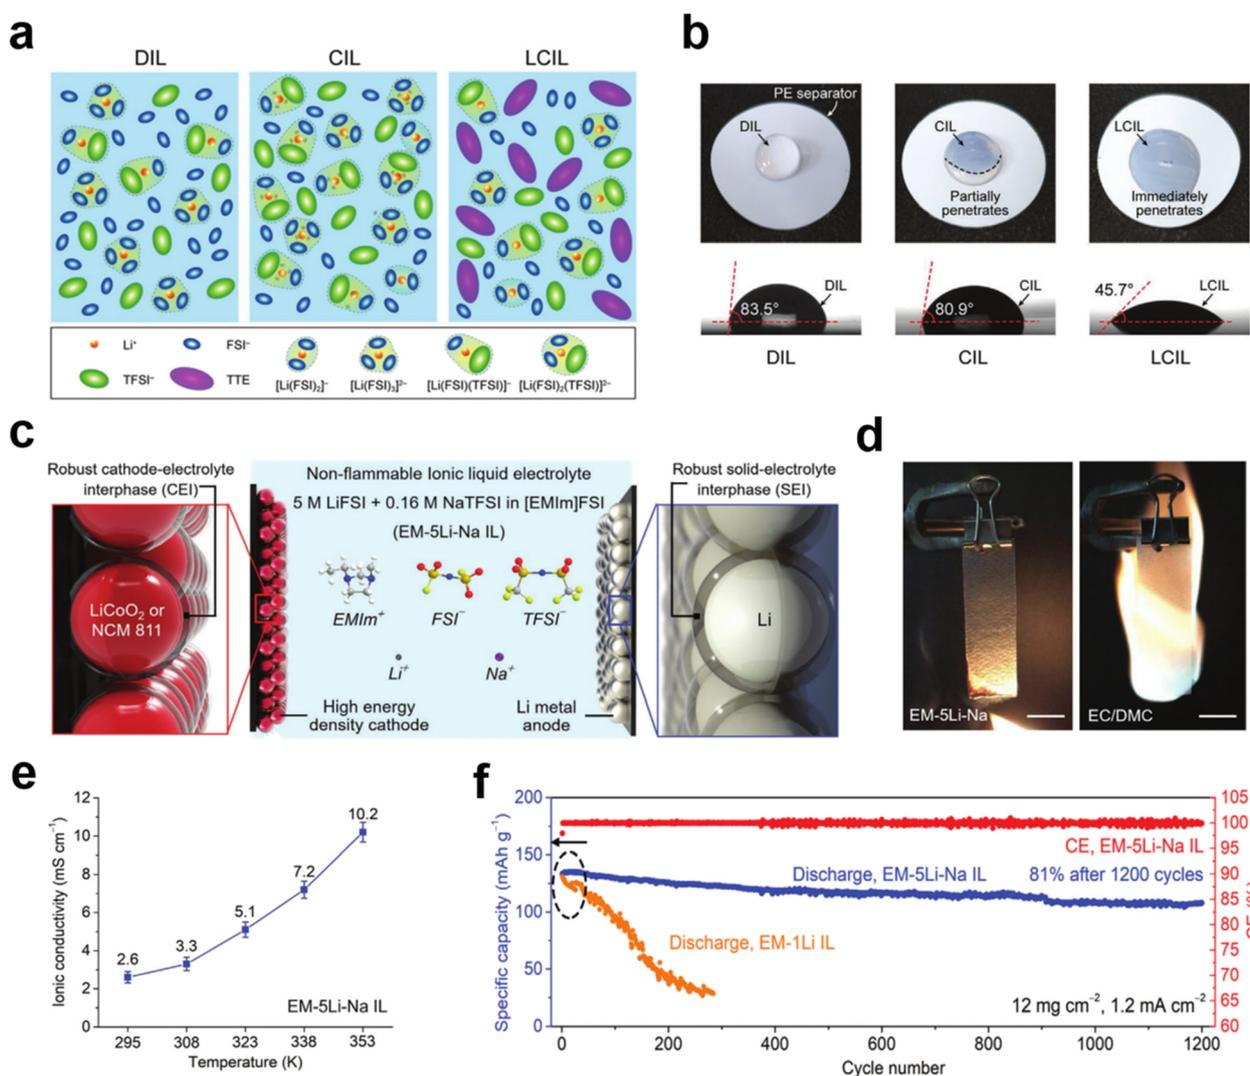 a
DIL
CIL
LCIL
Li⁺
FSI⁻
TFSI⁻
TTE
[Li(FSI)₂]⁻
[Li(FSI)₃]²⁻
[Li(FSI)(TFSI)]⁻
[Li(FSI)₂(TFSI)]²⁻
b
PE separator
DIL
CIL
Partially
penetrates
LCIL
Immediately
penetrates
83.5°
DIL
80.9°
CIL
45.7°
LCIL
DIL
CIL
LCIL
c
Robust cathode-electrolyte
interphase (CEI)
LiCoO₂ or
NCM 811
Non-flammable Ionic liquid electrolyte
5 M LiFSI + 0.16 M NaTFSI in [EMIm]FSI
(EM-5Li-Na IL)
EMIm⁺
FSI⁻
TFSI⁻
Li⁺
Na⁺
High energy
density cathode
Li metal
anode
Robust solid-electrolyte
interphase (SEI)
Li
d
EM-5Li-Na
EC/DMC
e
Ionic conductivity (mS cm⁻¹)
12
10
8
6
4
2
0
2.6
3.3
5.1
7.2
10.2
EM-5Li-Na IL
295
308
323
338
353
Temperature (K)
f
Specific capacity (mAh g⁻¹)
200
150
100
50
0
CE, EM-5Li-Na IL
Discharge, EM-5Li-Na IL
81% after 1200 cycles
Discharge, EM-1Li IL
12 mg cm⁻², 1.2 mA cm⁻²
105
100
95
90
85
80
75
70
65
60
0
200
400
600
800
1000
1200
Cycle number